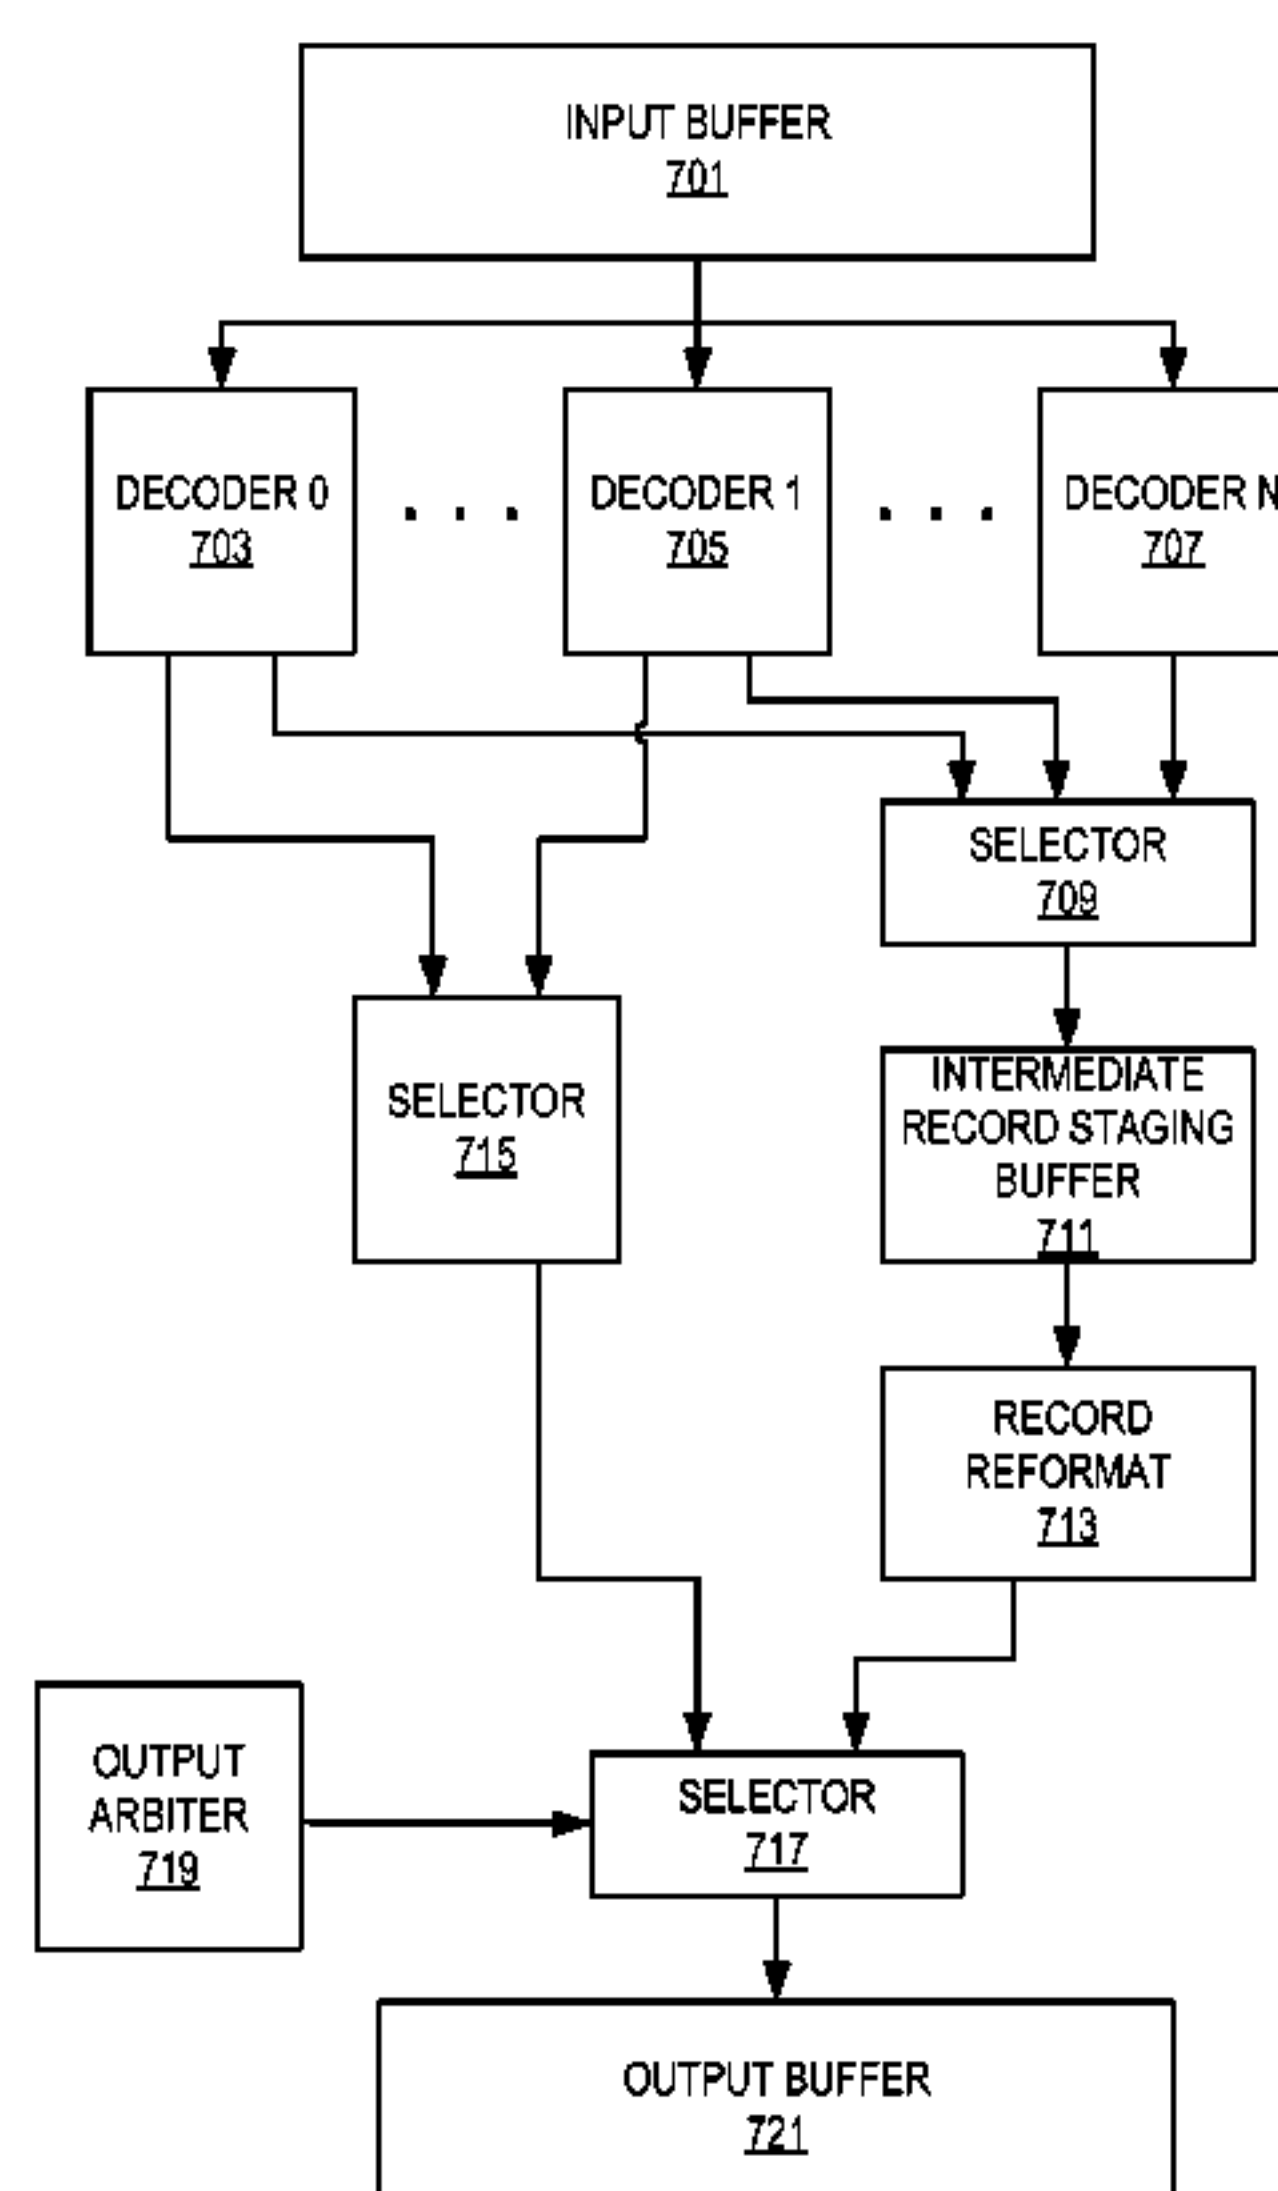 INPUT BUFFER
701
DECODER 0
703
DECODER 1
705
DECODER N
707
SELECTOR
709
SELECTOR
715
INTERMEDIATE
RECORD STAGING
BUFFER
711
RECORD
REFORMAT
713
OUTPUT
ARBITER
719
SELECTOR
717
OUTPUT BUFFER
721